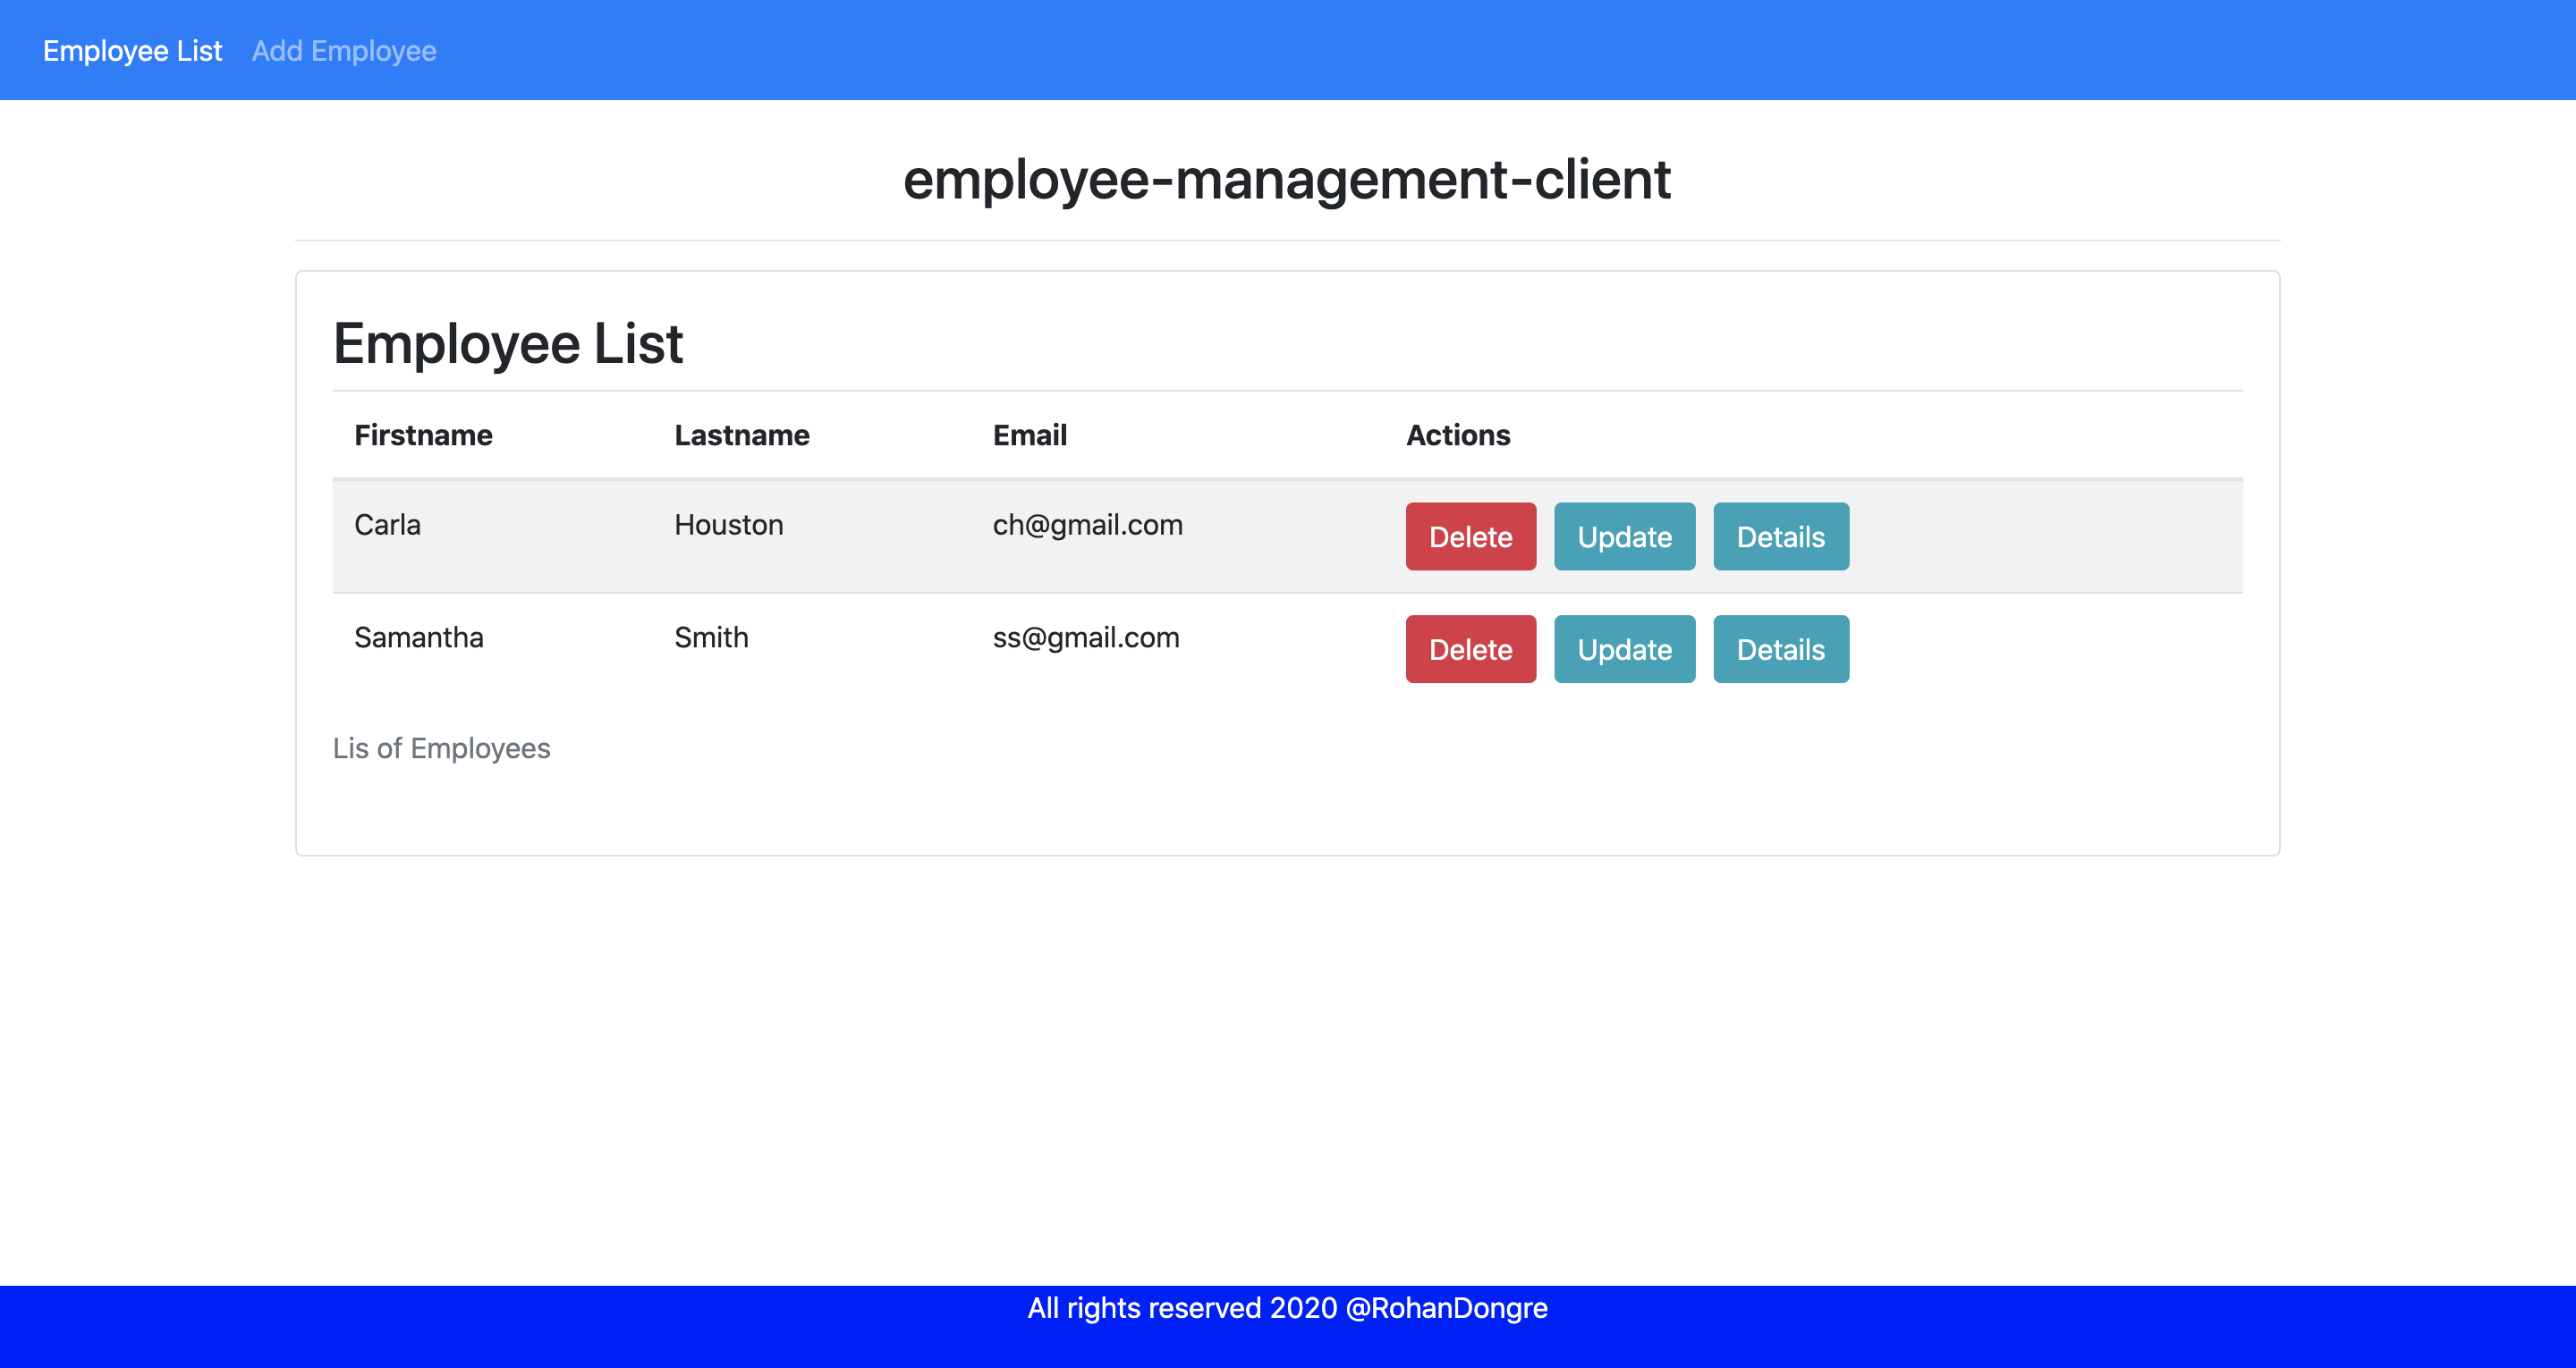 Employee List Add Employee
employee-management-client
Employee List
Firstname Lastname Email Actions
Carla Houston ch@gmail.com Delete Update Details
Samantha Smith ss@gmail.com Delete Update Details
Lis of Employees
All rights reserved 2020 @RohanDongre